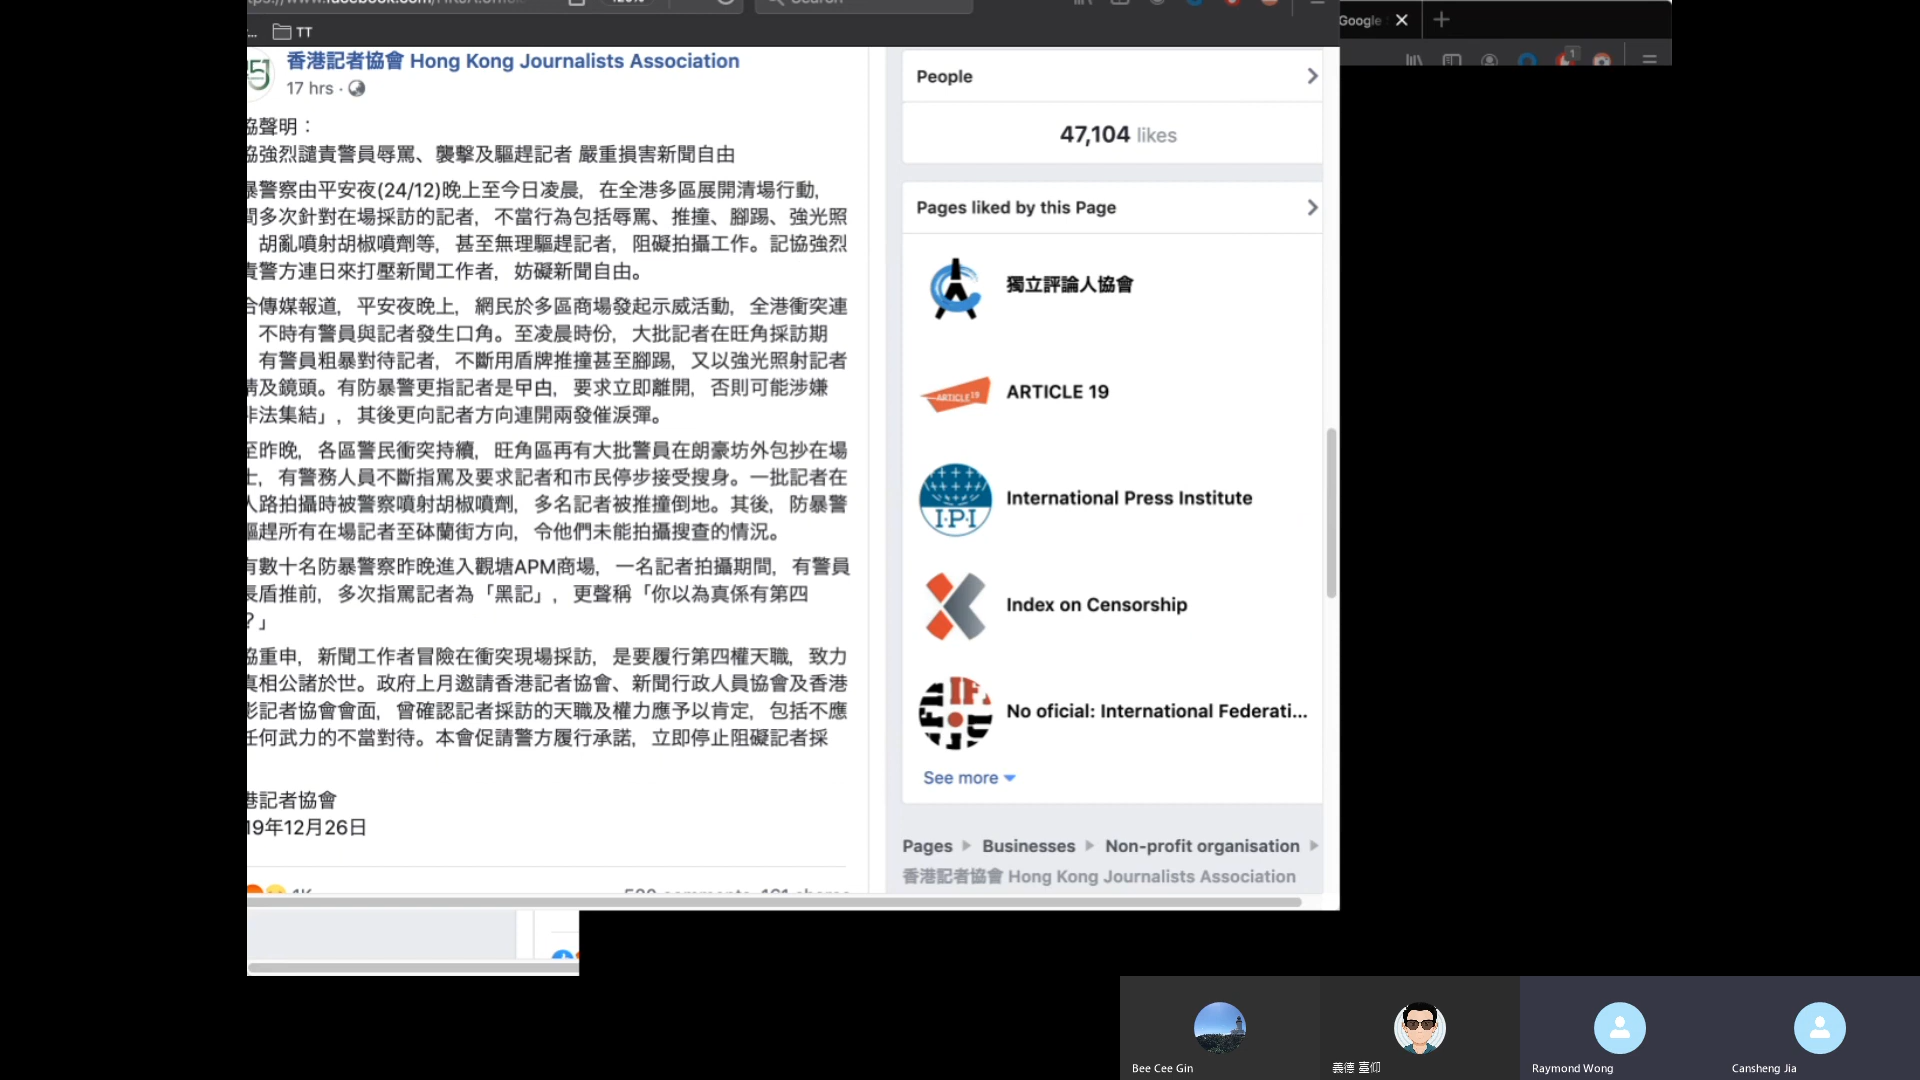 TT
Google
香港記者協會 Hong Kong Journalists Association
17 hrs ·
協聲明：
協強烈譴責警員辱罵、襲擊及驅趕記者 嚴重損害新聞自由
暴警察由平安夜(24/12)晚上至今日凌晨，在全港多區展開清場行動，
間多次針對在場採訪的記者，不當行為包括辱罵、推撞、腳踢、強光照
胡亂噴射胡椒噴劑等，甚至無理驅趕記者，阻礙拍攝工作。記協強烈
責警方連日來打壓新聞工作者，妨礙新聞自由。
合傳媒報道，平安夜晚上，網民於多區商場發起示威活動，全港衝突連
不時有警員與記者發生口角。至凌晨時份，大批記者在旺角採訪期
有警員粗暴對待記者，不斷用盾牌推撞甚至腳踢，又以強光照射記者
睛及鏡頭。有防暴警更指記者是曱甴，要求立即離開，否則可能涉嫌
非法集結」，其後更向記者方向連開兩發催淚彈。
至昨晚，各區警民衝突持續，旺角區再有大批警員在朗豪坊外包抄在場
士，有警務人員不斷指罵及要求記者和市民停步接受搜身。一批記者在
人路拍攝時被警察噴射胡椒噴劑，多名記者被推撞倒地。其後，防暴警
驅趕所有在場記者至砵蘭街方向，令他們未能拍攝搜查的情況。
有數十名防暴警察昨晚進入觀塘APM商場，一名記者拍攝期間，有警員
長盾推前，多次指罵記者為「黑記」，更聲稱「你以為真係有第四
？」
協重申，新聞工作者冒險在衝突現場採訪，是要履行第四權天職，致力
真相公諸於世。政府上月邀請香港記者協會、新聞行政人員協會及香港
影記者協會會面，曾確認記者採訪的天職及權力應予以肯定，包括不應
任何武力的不當對待。本會促請警方履行承諾，立即停止阻礙記者採
港記者協會
19年12月26日
People
47,104 likes
Pages liked by this Page
獨立評論人協會
ARTICLE 19
ARTICLE 19
I·P·I
International Press Institute
Index on Censorship
No oficial: International Federati...
See more
Pages Businesses Non-profit organisation
香港記者協會 Hong Kong Journalists Association
1
Bee Cee Gin
義德 臺仰
Raymond Wong
Cansheng Jia